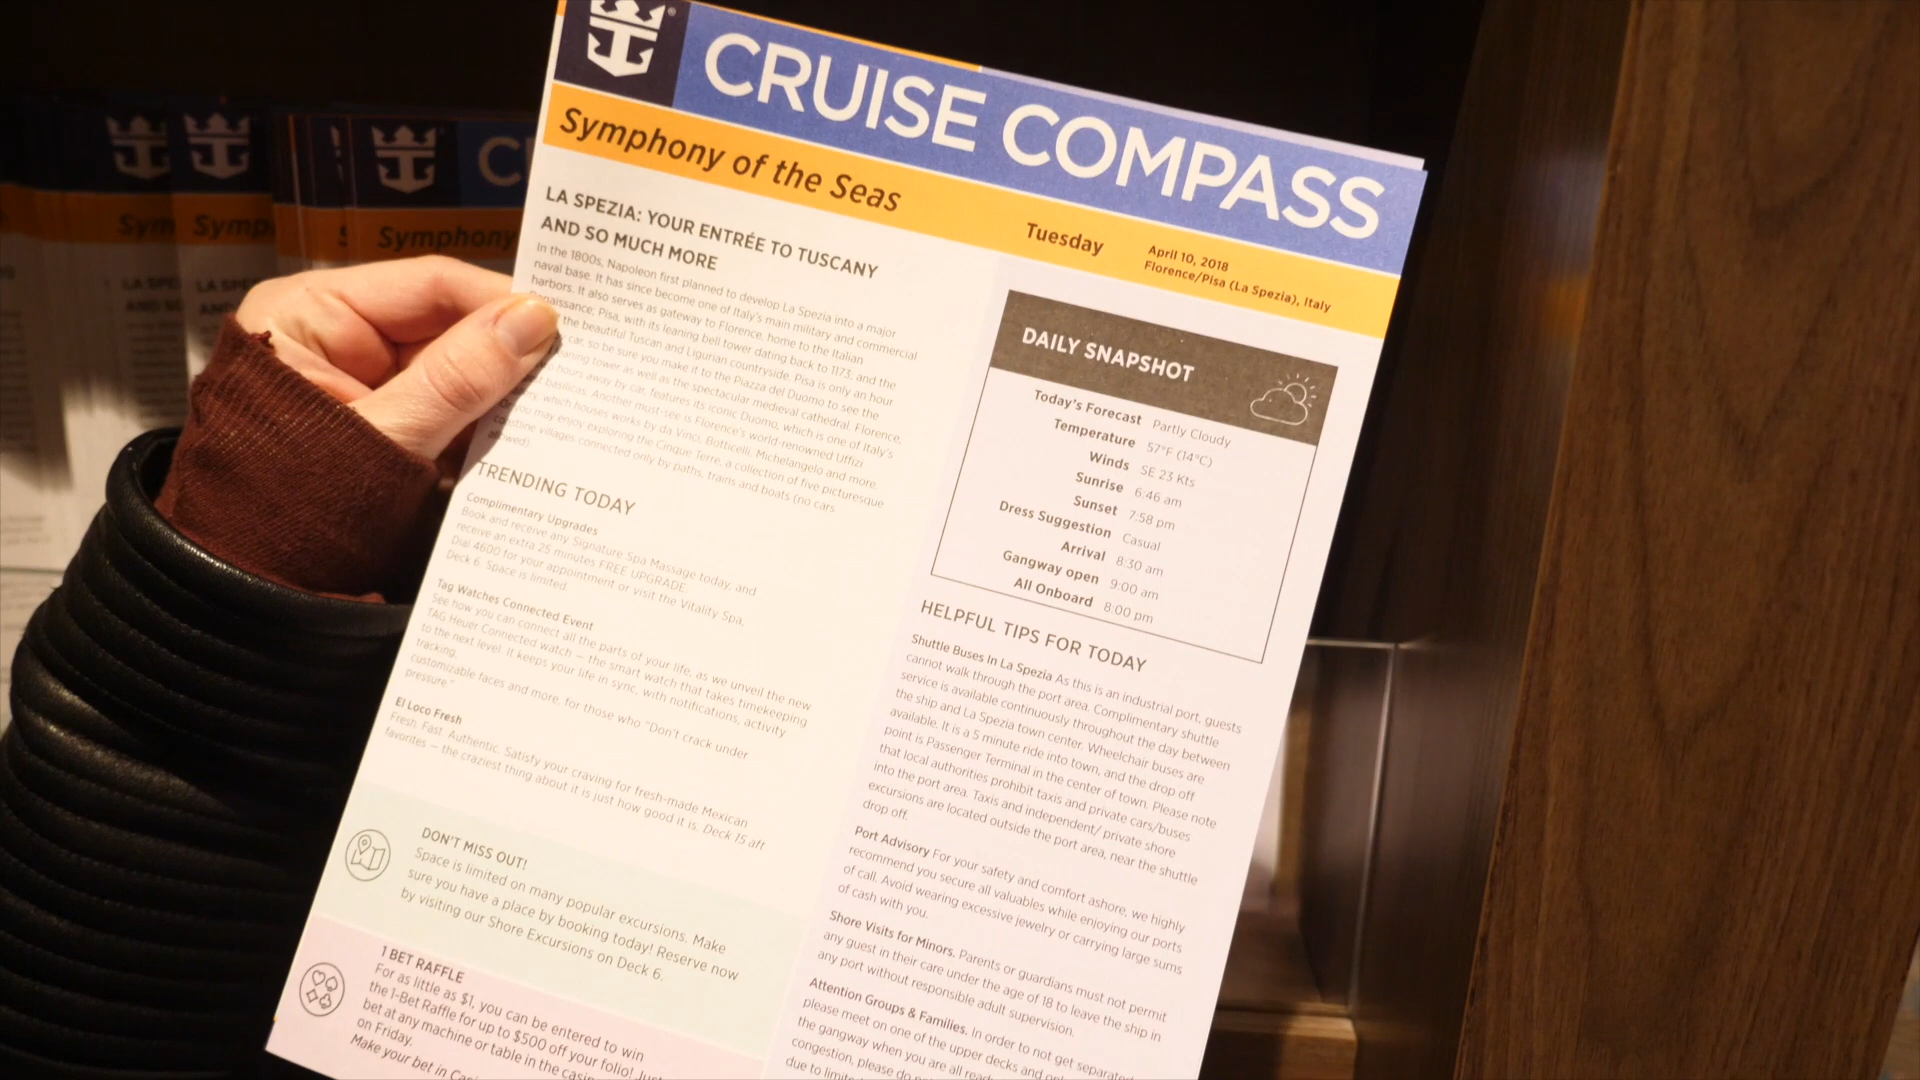 CRUISE COMPASS
Symphony of the Seas
Tuesday
April 10, 2018
Florence/Pisa (La Spezia), Italy
LA SPEZIA: YOUR ENTRÉE TO TUSCANY
AND SO MUCH MORE
In the 1800s, Napoleon first planned to develop La Spezia into a major
naval base. It has since become one of Italy's main military and commercial
harbors. It also serves as gateway to Florence, home to the Italian
Renaissance; Pisa, with its leaning bell tower dating back to 1173; and the
the beautiful Tuscan and Ligurian countryside. Pisa is only an hour
car, so be sure you make it to the Piazza del Duomo to see the
leaning tower as well as the spectacular medieval cathedral. Florence,
hours away by car, features its iconic Duomo, which is one of Italy's
basilicas. Another must-see is Florence's world-renowned Uffizi
which houses works by da Vinci, Botticelli, Michelangelo and more.
you may enjoy exploring the Cinque Terre, a collection of five picturesque
coastline villages connected only by paths, trains and boats (no cars
allowed).
TRENDING TODAY
Complimentary Upgrades
Book and receive any Signature Spa Massage today, and
receive an extra 25 minutes FREE UPGRADE.
Dial 4600 for your appointment or visit the Vitality Spa,
Deck 6. Space is limited.
Tag Watches Connected Event
See how you can connect all the parts of your life, as we unveil the new
TAG Heuer Connected watch – the smart watch that takes timekeeping
to the next level. It keeps your life in sync, with notifications, activity
tracking,
customizable faces and more, for those who "Don't crack under
pressure."
El Loco Fresh
Fresh. Fast. Authentic. Satisfy your craving for fresh-made Mexican
favorites – the craziest thing about it is just how good it is. Deck 15 aft
DON'T MISS OUT!
Space is limited on many popular excursions. Make
sure you have a place by booking today! Reserve now
by visiting our Shore Excursions on Deck 6.
1 BET RAFFLE
For as little as $1, you can be entered to win
the 1-Bet Raffle for up to $500 off your folio! Just
bet at any machine or table in the casino
on Friday.
Make your bet in
DAILY SNAPSHOT
Today's Forecast Partly Cloudy
Temperature 57°F (14°C)
Winds SE 23 Kts
Sunrise 6:46 am
Sunset 7:58 pm
Dress Suggestion Casual
Arrival 8:30 am
Gangway open 9:00 am
All Onboard 8:00 pm
HELPFUL TIPS FOR TODAY
Shuttle Buses In La Spezia As this is an industrial port, guests
cannot walk through the port area. Complimentary shuttle
service is available continuously throughout the day between
the ship and La Spezia town center. Wheelchair buses are
available. It is a 5 minute ride into town, and the drop off
point is Passenger Terminal in the center of town. Please note
that local authorities prohibit taxis and private cars/buses
into the port area. Taxis and independent/ private shore
excursions are located outside the port area, near the shuttle
drop off.
Port Advisory For your safety and comfort ashore, we highly
recommend you secure all valuables while enjoying our ports
of call. Avoid wearing excessive jewelry or carrying large sums
of cash with you.
Shore Visits for Minors. Parents or guardians must not permit
any guest in their care under the age of 18 to leave the ship in
any port without responsible adult supervision.
Attention Groups & Families. In order to not get separated
please meet on one of the upper decks and
the gangway when you are all
congestion, please do
due to